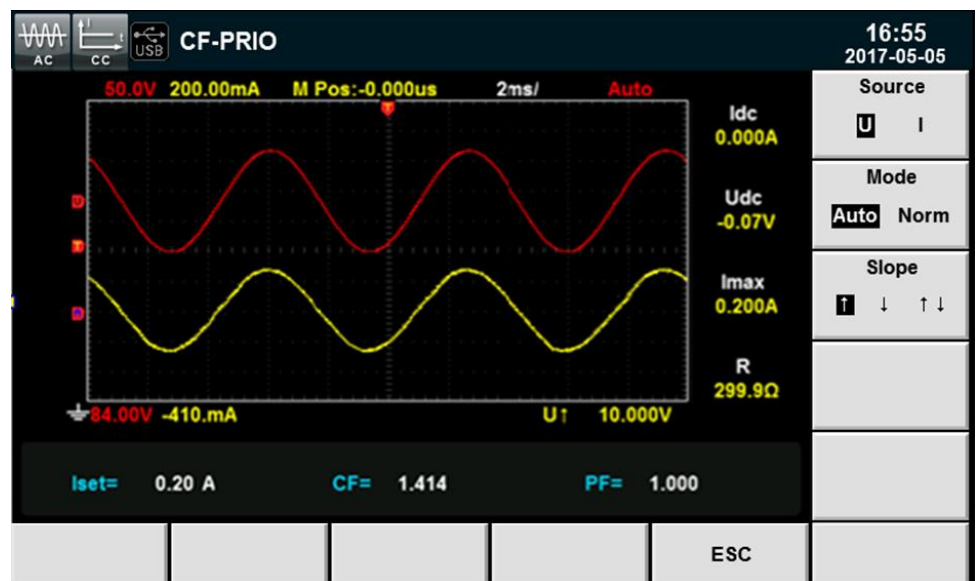 AC
CC
USB
CF-PRIO
16:55
2017-05-05
50.0V 200.00mA M Pos:-0.000us 2ms/ Auto
T
Idc
0.000A
U
Udc
-0.07V
T
Imax
0.200A
R
299.9Ω
84.00V -410.mA U↑ 10.000V
Iset= 0.20 A CF= 1.414 PF= 1.000
Source
U I
Mode
Auto Norm
Slope
↑ ↓ ↑↓
ESC